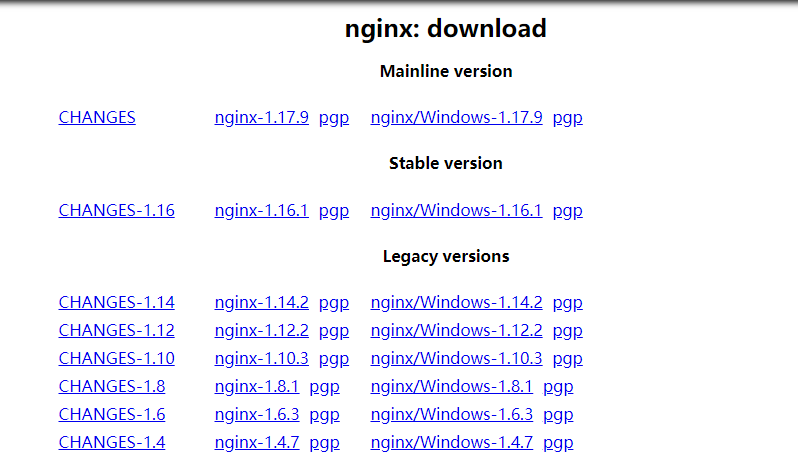 nginx: download
Mainline version
CHANGES nginx-1.17.9 pgp nginx/Windows-1.17.9 pgp
Stable version
CHANGES-1.16 nginx-1.16.1 pgp nginx/Windows-1.16.1 pgp
Legacy versions
CHANGES-1.14 nginx-1.14.2 pgp nginx/Windows-1.14.2 pgp
CHANGES-1.12 nginx-1.12.2 pgp nginx/Windows-1.12.2 pgp
CHANGES-1.10 nginx-1.10.3 pgp nginx/Windows-1.10.3 pgp
CHANGES-1.8 nginx-1.8.1 pgp nginx/Windows-1.8.1 pgp
CHANGES-1.6 nginx-1.6.3 pgp nginx/Windows-1.6.3 pgp
CHANGES-1.4 nginx-1.4.7 pgp nginx/Windows-1.4.7 pgp